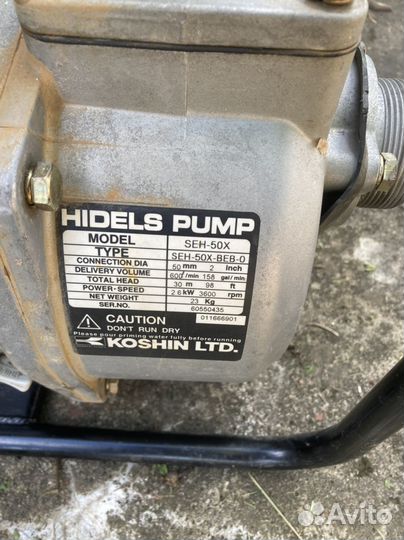 HIDELS PUMP
MODEL SEH-50X
TYPE SEH-50X-BEB-0
CONNECTION DIA 50 mm 2 inch
DELIVERY VOLUME 600ℓ/min 158 gal/min
TOTAL HEAD 30 m 98 ft
POWER-SPEED 2.6 kW 3600 rpm
NET WEIGHT 23 Kg
SER.NO. 60550435
CAUTION 011666901
DON'T RUN DRY
Please pour priming water fully before running
KOSHIN LTD.
Avito